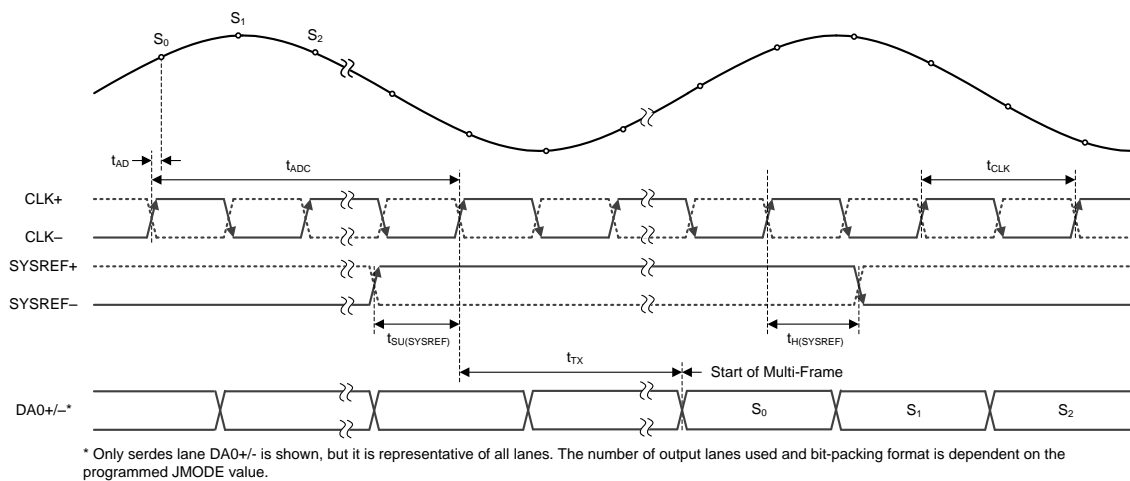 S0
S1
S2
tAD
tADC
tCLK
CLK+
CLK–
SYSREF+
SYSREF–
tSU(SYSREF)
tH(SYSREF)
tTX
Start of Multi-Frame
DA0+/–*
S0
S1
S2
* Only serdes lane DA0+/- is shown, but it is representative of all lanes. The number of output lanes used and bit-packing format is dependent on the
programmed JMODE value.